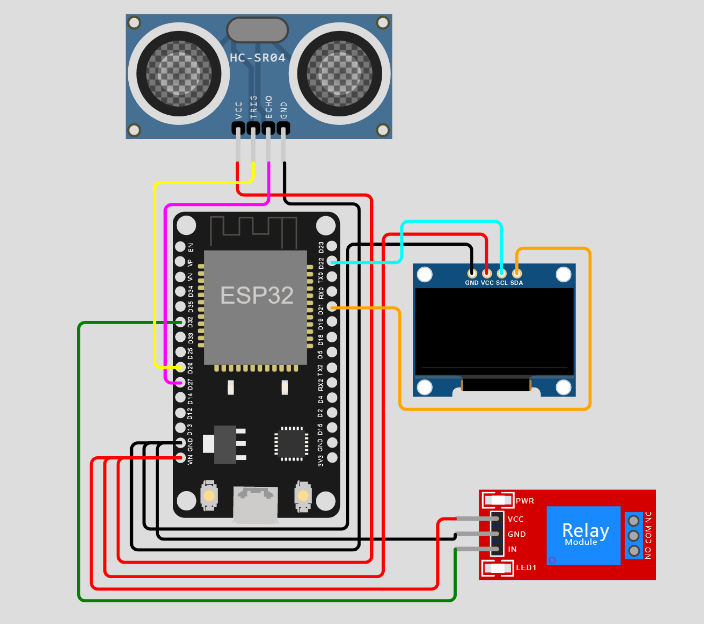 HC-SR04
VCC
TRIG
ECHO
GND
ESP32
EN
VP
VN
D34
D35
D32
D33
D25
D26
D27
D14
D12
D13
GND
VIN
D23
D22
TX0
RX0
D21
D19
D18
D5
TX2
RX2
D4
D2
D15
GND
3V3
GND VCC SCL SDA
PWR
VCC
GND
IN
LED1
Relay
Module
NO COM NC